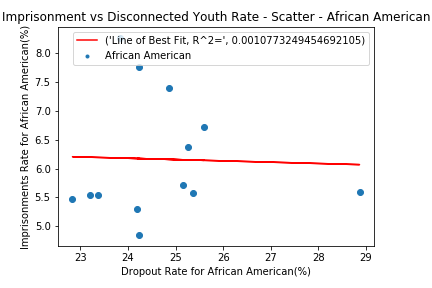 Imprisonment vs Disconnected Youth Rate - Scatter - African American
('Line of Best Fit, R^2=', 0.0010773249454692105)
African American
8.0
7.5
7.0
6.5
6.0
5.5
5.0
Imprisonments Rate for African American(%)
23 24 25 26 27 28 29
Dropout Rate for African American(%)